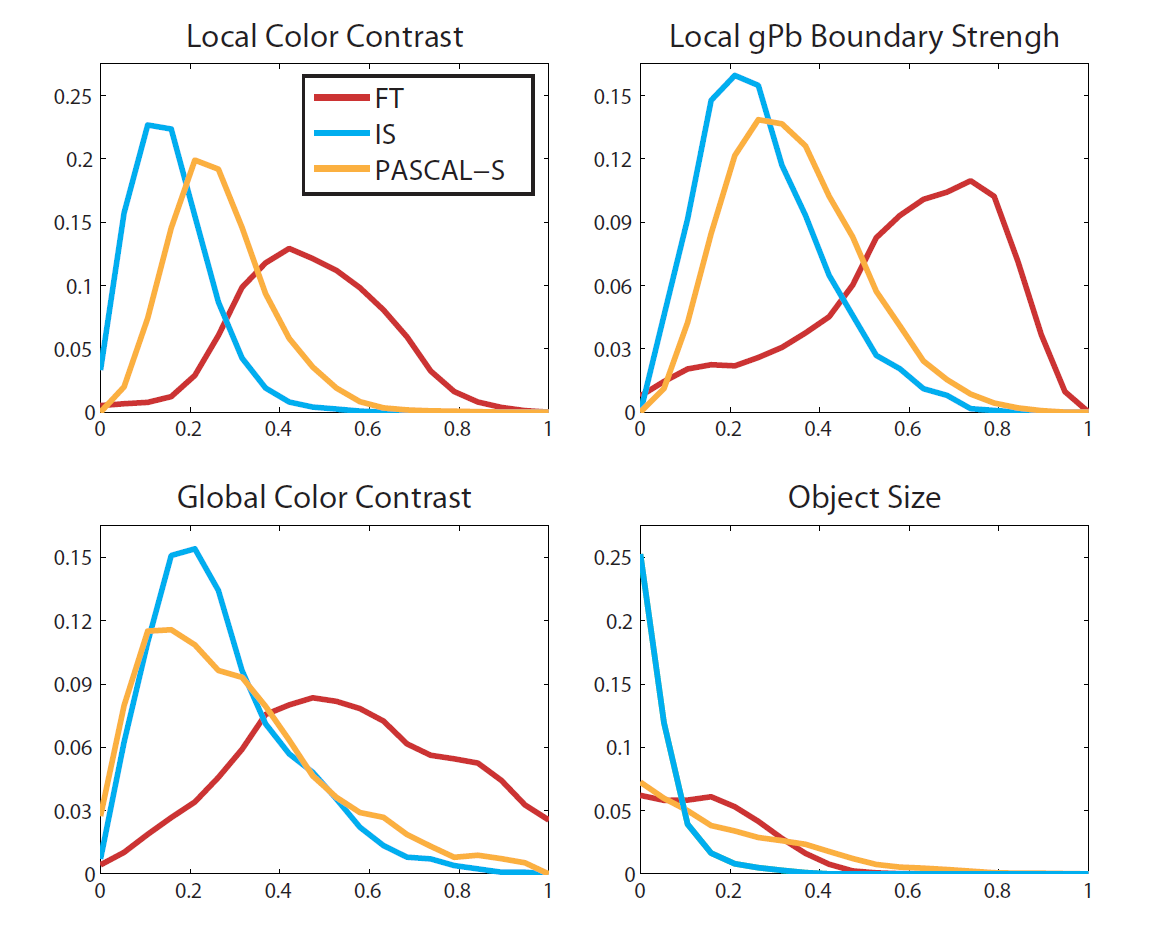 Local Color Contrast
0.25
0.2
0.15
0.1
0.05
0
0 0.2 0.4 0.6 0.8 1
FT
IS
PASCAL–S
Local gPb Boundary Strengh
0.15
0.12
0.09
0.06
0.03
0
0 0.2 0.4 0.6 0.8 1
Global Color Contrast
0.15
0.12
0.09
0.06
0.03
0
0 0.2 0.4 0.6 0.8 1
Object Size
0.25
0.2
0.15
0.1
0.05
0
0 0.2 0.4 0.6 0.8 1